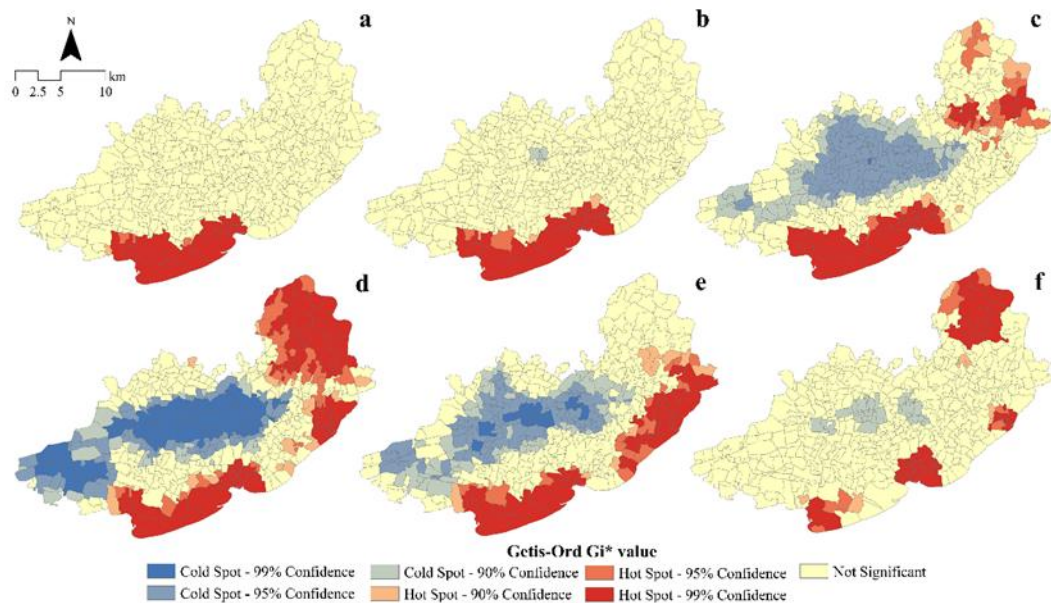 a
b
c
N
0 2.5 5 10
km
d
e
f
Getis-Ord Gi* value
Cold Spot - 99% Confidence
Cold Spot - 90% Confidence
Hot Spot - 95% Confidence
Not Significant
Cold Spot - 95% Confidence
Hot Spot - 90% Confidence
Hot Spot - 99% Confidence